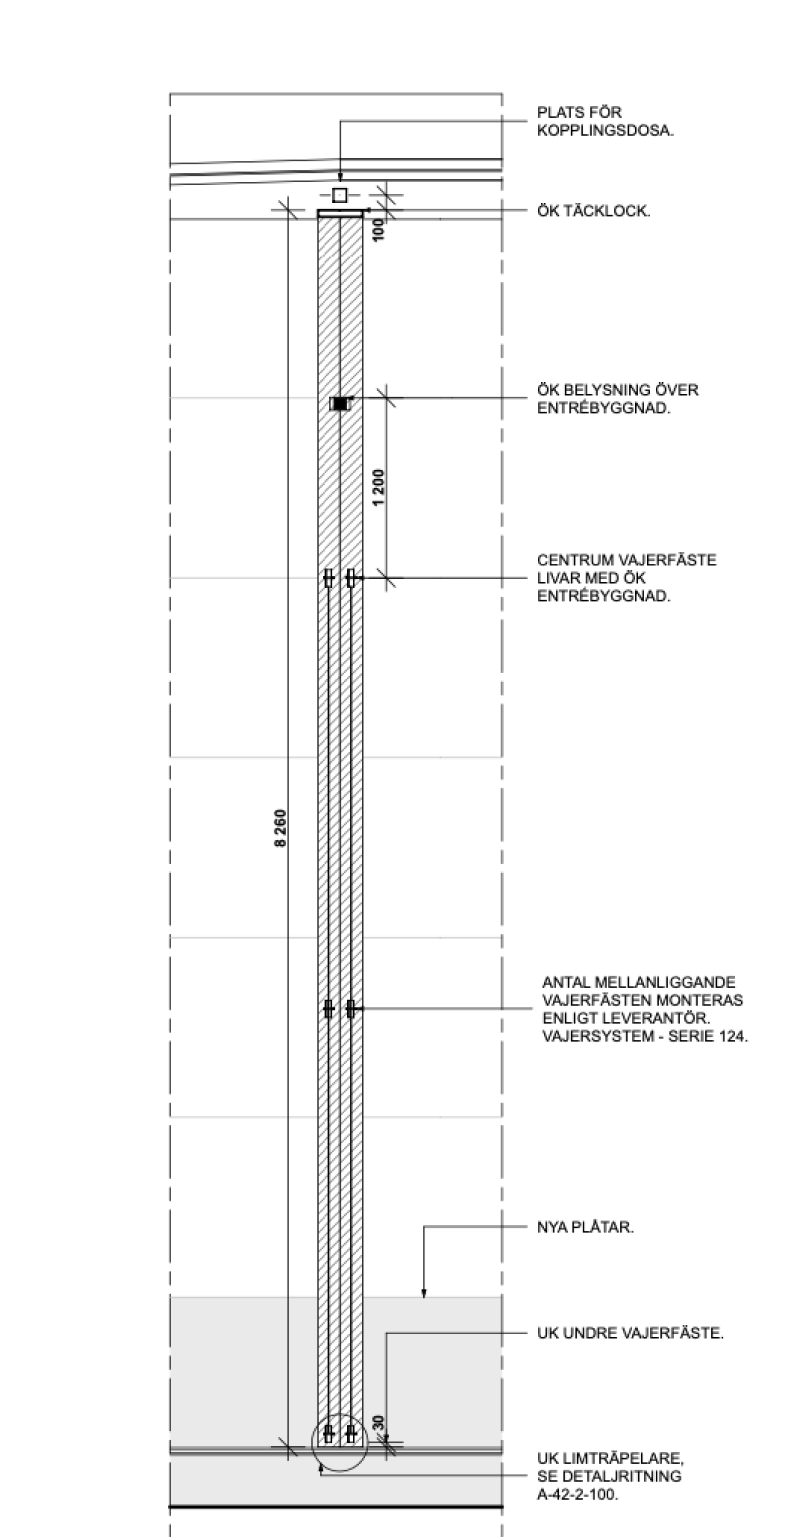 PLATS FÖR
KOPPLINGSDOSA.
ÖK TÄCKLOCK.
100
ÖK BELYSNING ÖVER
ENTRÉBYGGNAD.
1 200
CENTRUM VAJERFÄSTE
LIVAR MED ÖK
ENTRÉBYGGNAD.
8 260
ANTAL MELLANLIGGANDE
VAJERFÄSTEN MONTERAS
ENLIGT LEVERANTÖR.
VAJERSYSTEM - SERIE 124.
NYA PLÅTAR.
UK UNDRE VAJERFÄSTE.
30
UK LIMTRÄPELARE,
SE DETALJRITNING
A-42-2-100.